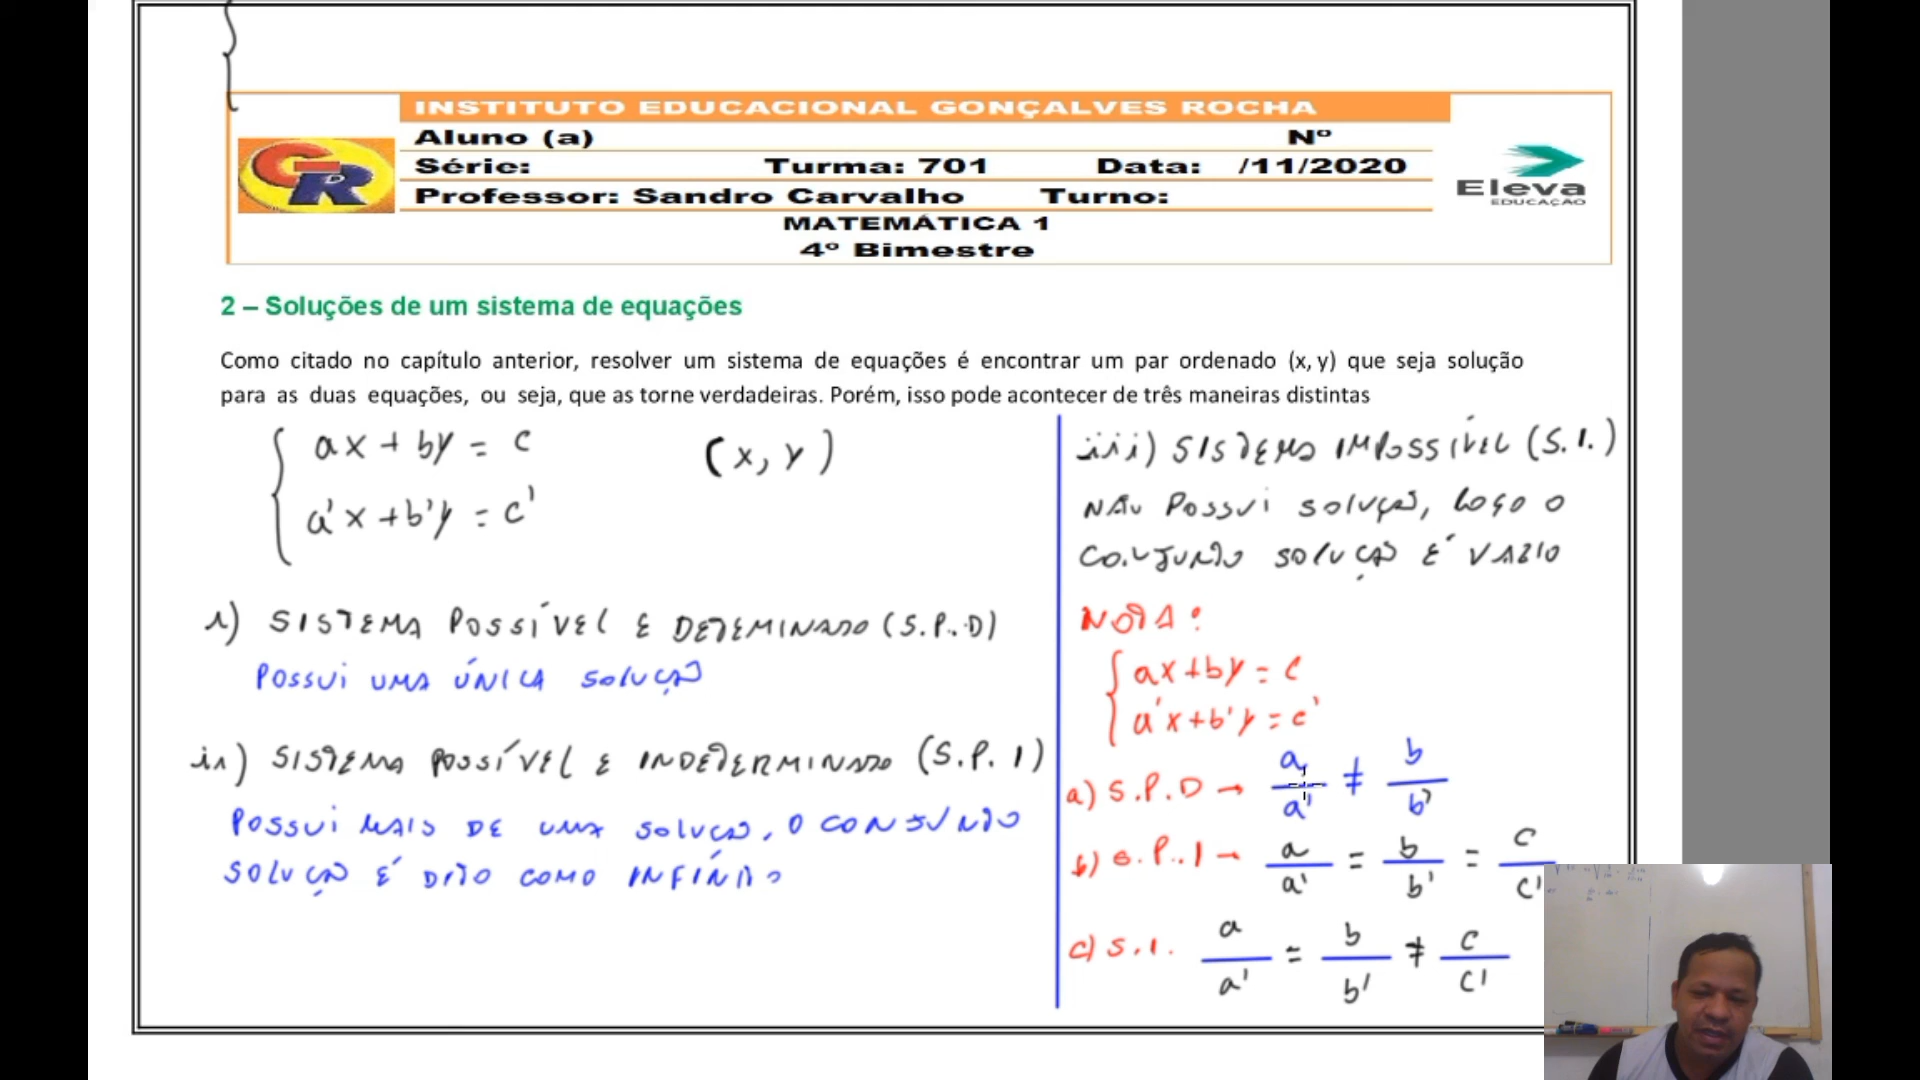 INSTITUTO EDUCACIONAL GONÇALVES ROCHA
Aluno (a) Nº
Série: Turma: 701 Data: /11/2020
Professor: Sandro Carvalho Turno:
MATEMÁTICA 1
4º Bimestre
GR
Eleva
EDUCAÇÃO
2 – Soluções de um sistema de equações
Como citado no capítulo anterior, resolver um sistema de equações é encontrar um par ordenado (x, y) que seja solução
para as duas equações, ou seja, que as torne verdadeiras. Porém, isso pode acontecer de três maneiras distintas
ax + by = c (x, y)
a'x + b'y = c'
i) SISTEMA POSSÍVEL E DETEMINADO (S.P.D)
POSSUI UMA ÚNICA SOLUÇÃO
ii) SISTEMA POSSÍVEL E INDETERMINADO (S.P.I)
POSSUI MAIS DE UMA SOLUÇÃO, O CONJUNTO
SOLUÇÃO É DITO COMO INFINITO
iii) SISTEMA IMPOSSÍVEL (S.I.)
NÃO POSSUI SOLUÇÃO, LOGO O
CONJUNTO SOLUÇÃO É VAZIO
NOTA:
ax + by = c
a'x + b'y = c'
a) S.P.D → a/a' ≠ b/b'
b) S.P.I → a/a' = b/b' = c/c'
c) S.I. a/a' = b/b' ≠ c/c'